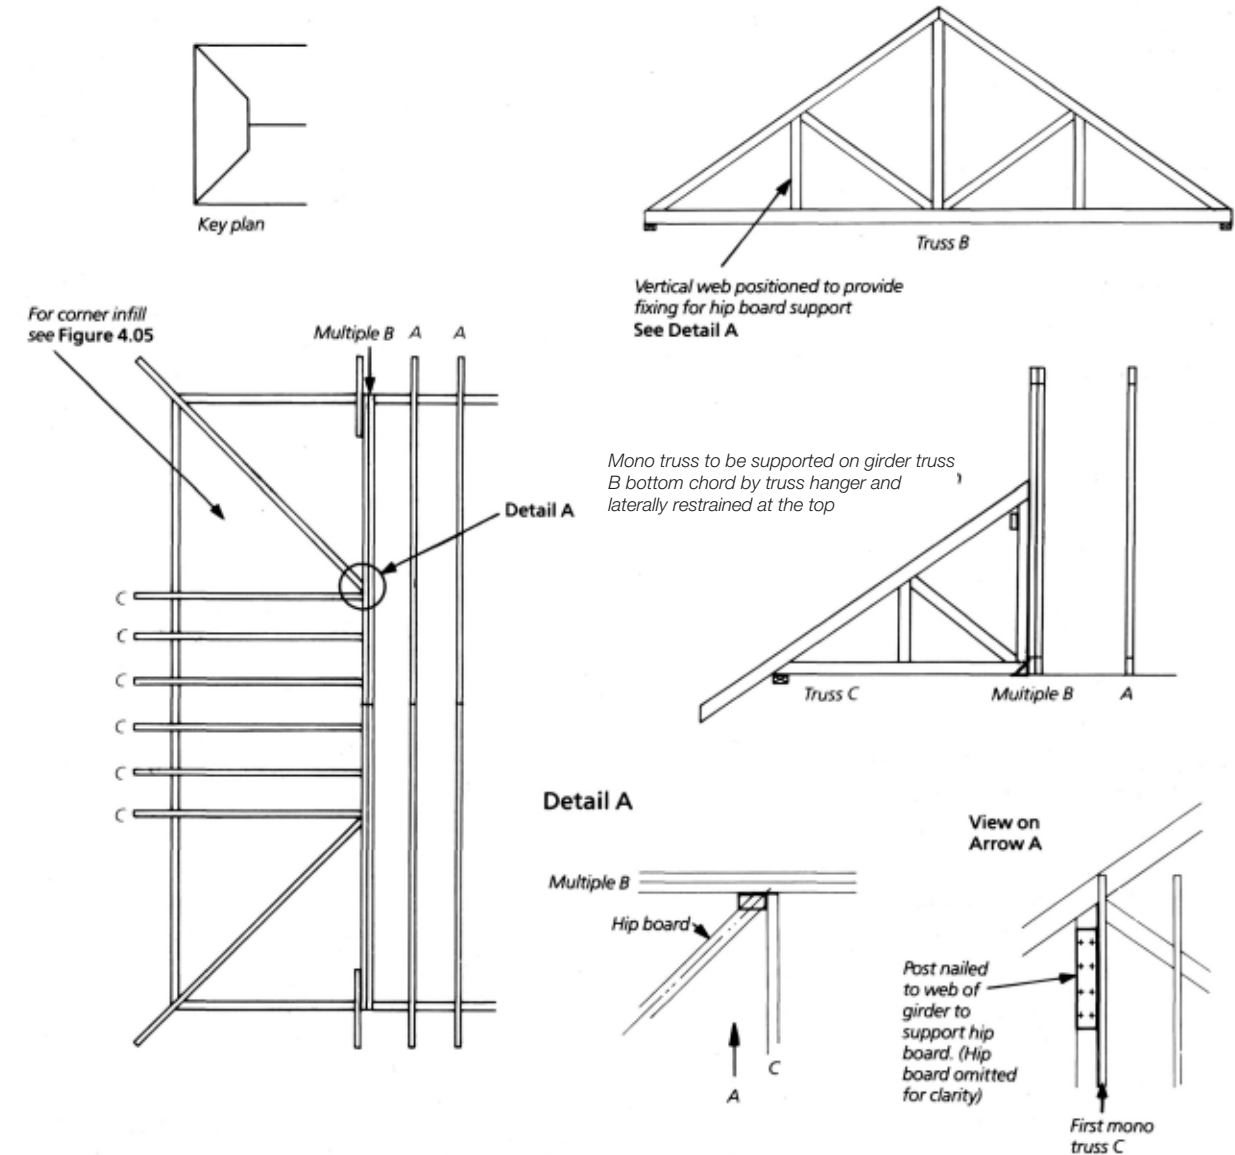 Key plan
Truss B
Vertical web positioned to provide
fixing for hip board support
See Detail A
For corner infill
see Figure 4.05
Multiple B A A
Detail A
C
C
C
C
C
C
Mono truss to be supported on girder truss
B bottom chord by truss hanger and
laterally restrained at the top
Truss C
Multiple B
A
Detail A
Multiple B
Hip board
A
C
View on
Arrow A
Post nailed
to web of
girder to
support hip
board. (Hip
board omitted
for clarity)
First mono
truss C